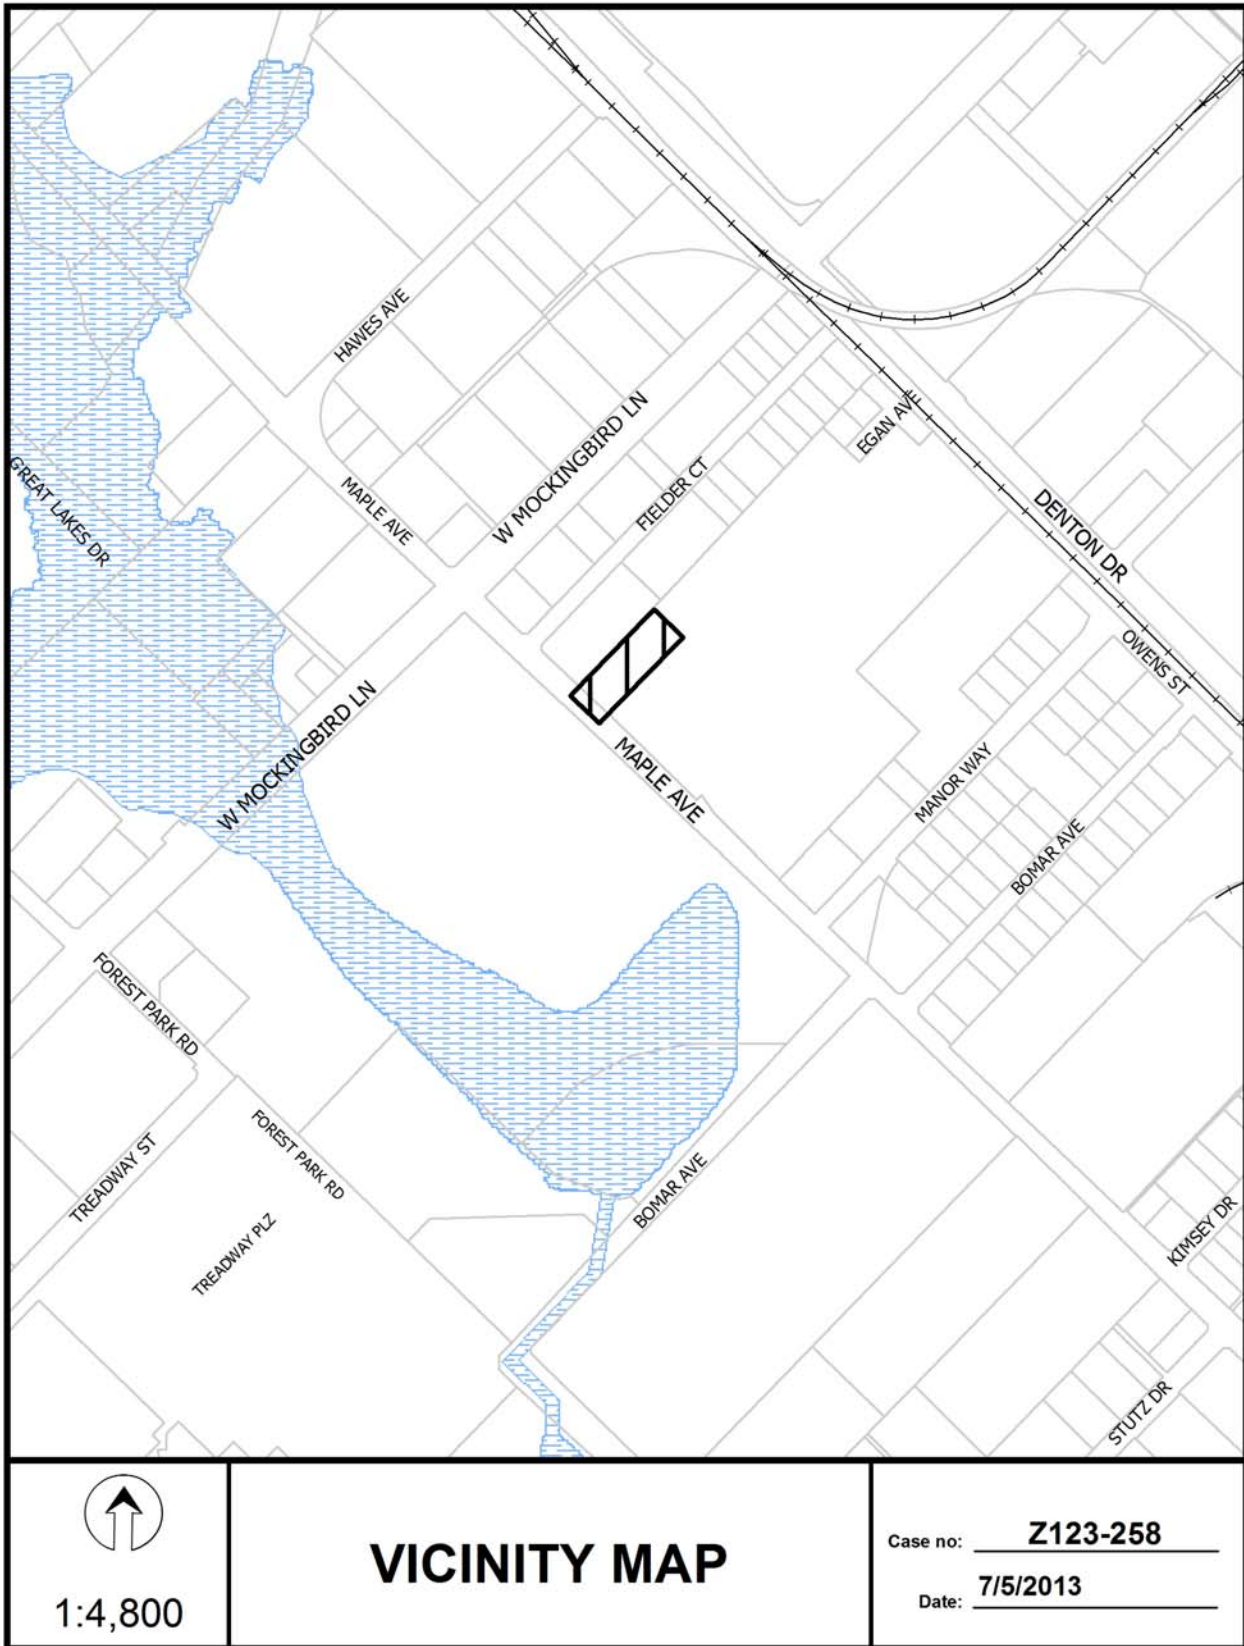 HAWES AVE
W MOCKINGBIRD LN
EGAN AVE
GREAT LAKES DR
MAPLE AVE
FIELDER CT
DENTON DR
OWENS ST
W MOCKINGBIRD LN
MAPLE AVE
MANOR WAY
BOMAR AVE
FOREST PARK RD
TREADWAY ST
FOREST PARK RD
BOMAR AVE
TREADWAY PLZ
KIMSEY DR
STUTZ DR
1:4,800
VICINITY MAP
Case no: Z123-258
Date: 7/5/2013